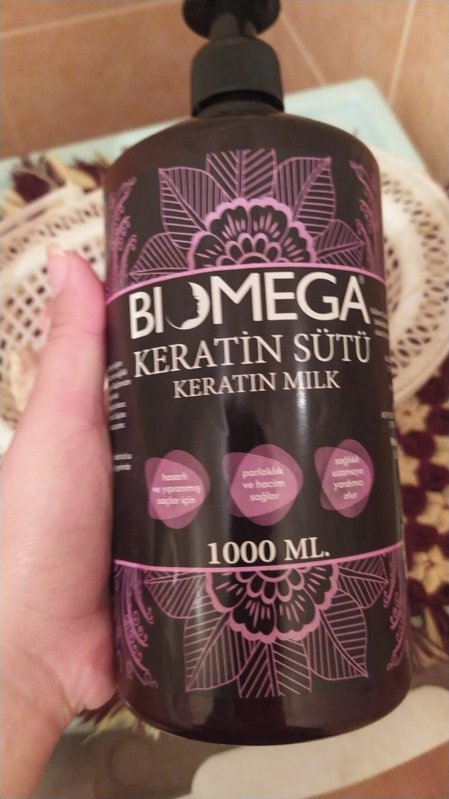 BIOMEGA
KERATİN SÜTÜ
KERATIN MILK
hasarlı
ve yıpranmış
saçlar için
parlaklık
ve hacim
sağlar
sağlıklı
uzamaya
yardımcı
olur
1000 ML.